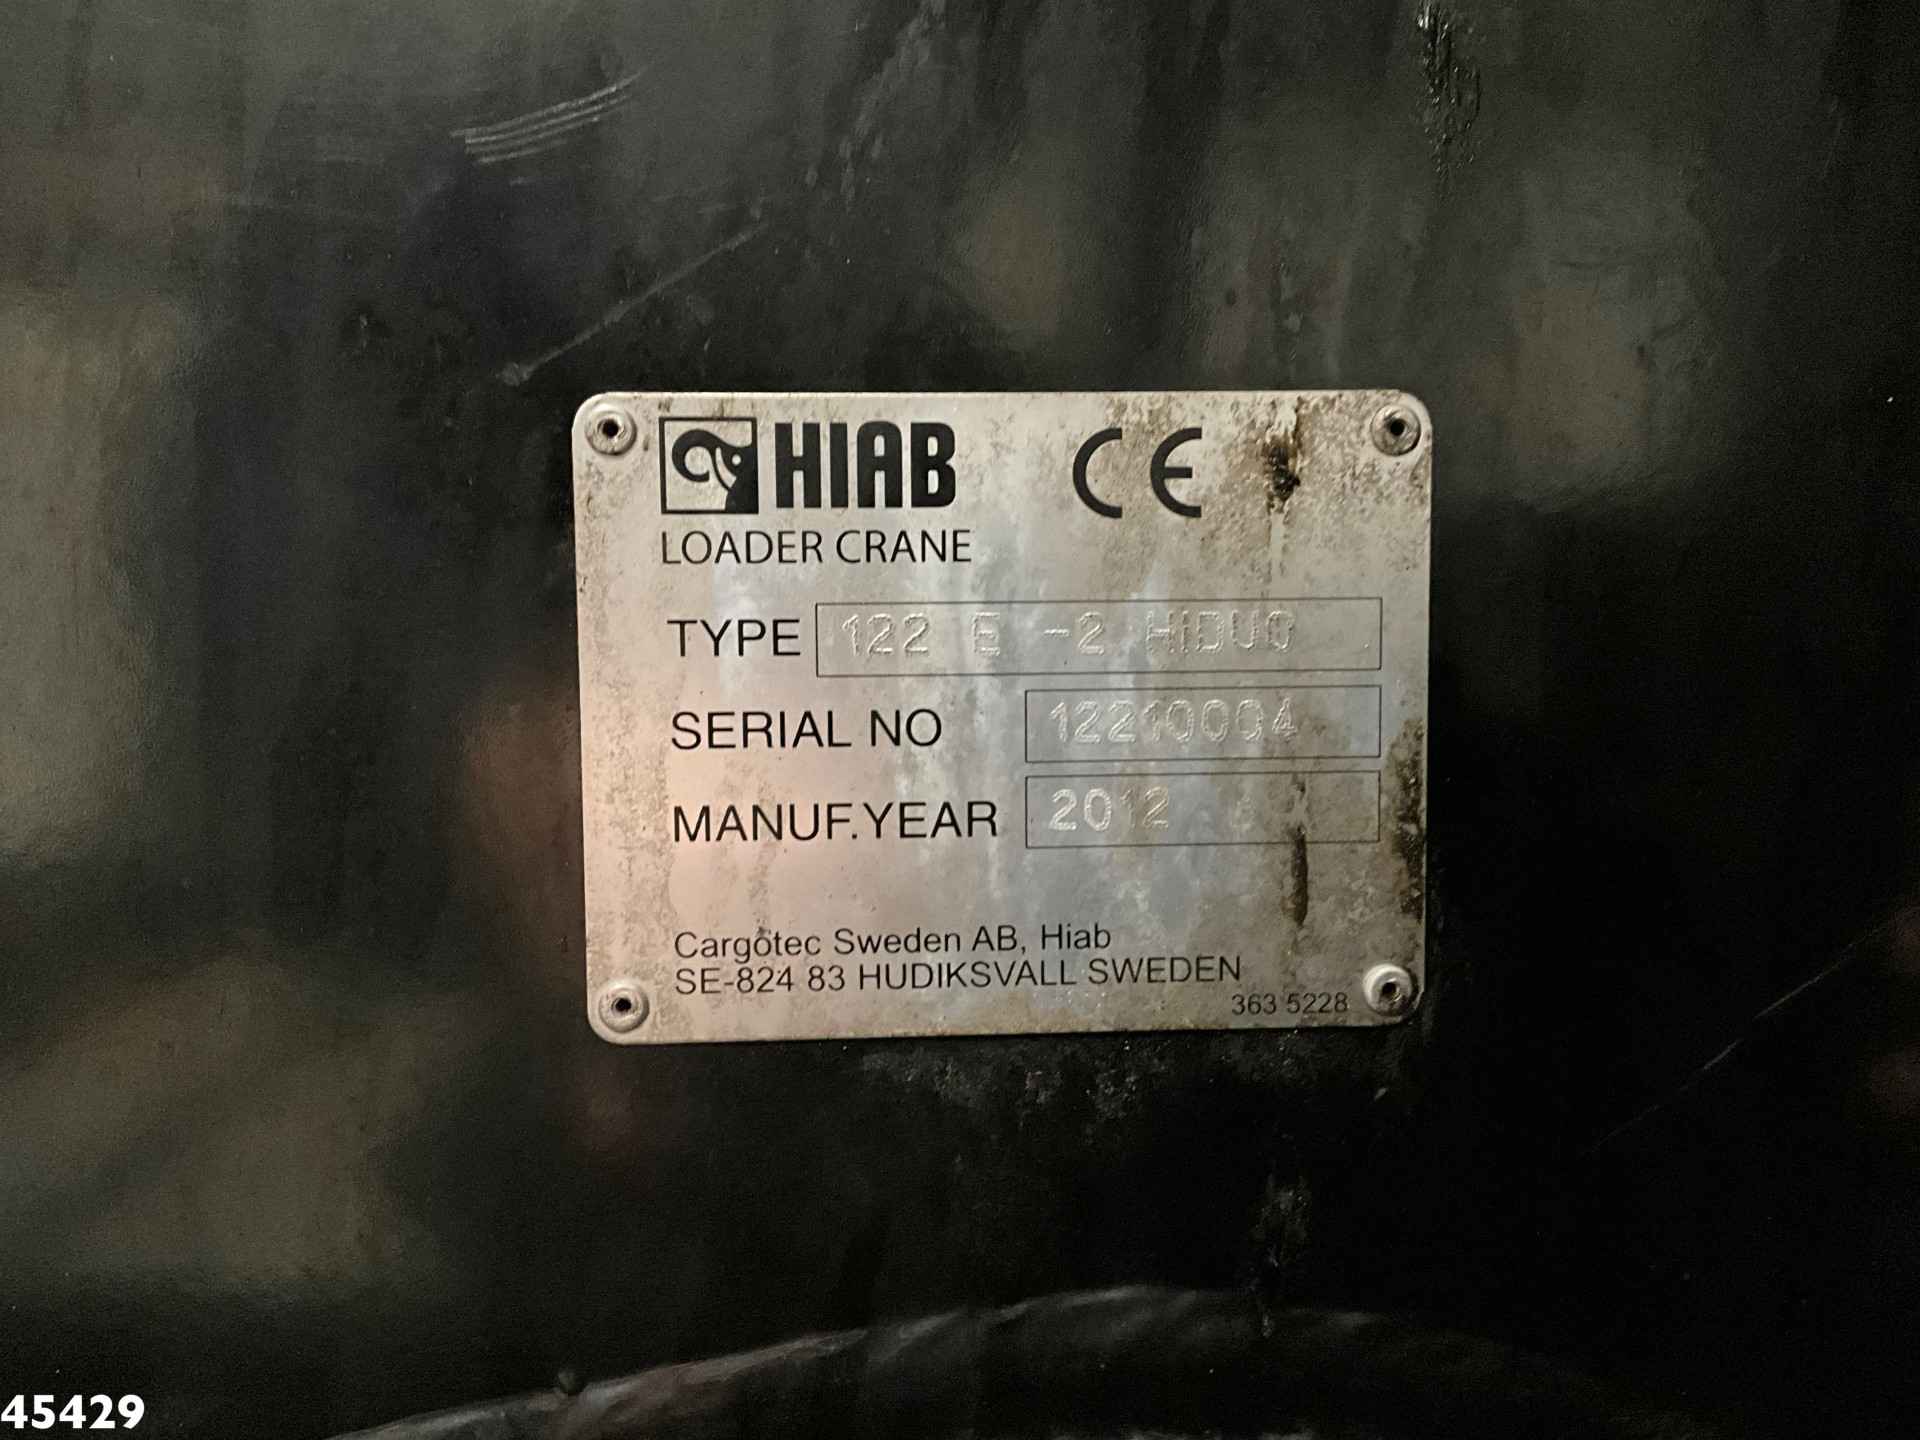 HIAB CE
LOADER CRANE
TYPE 122 E -2 HIDUO
SERIAL NO 12210004
MANUF.YEAR 2012
Cargotec Sweden AB, Hiab
SE-824 83 HUDIKSVALL SWEDEN
363 5228
45429